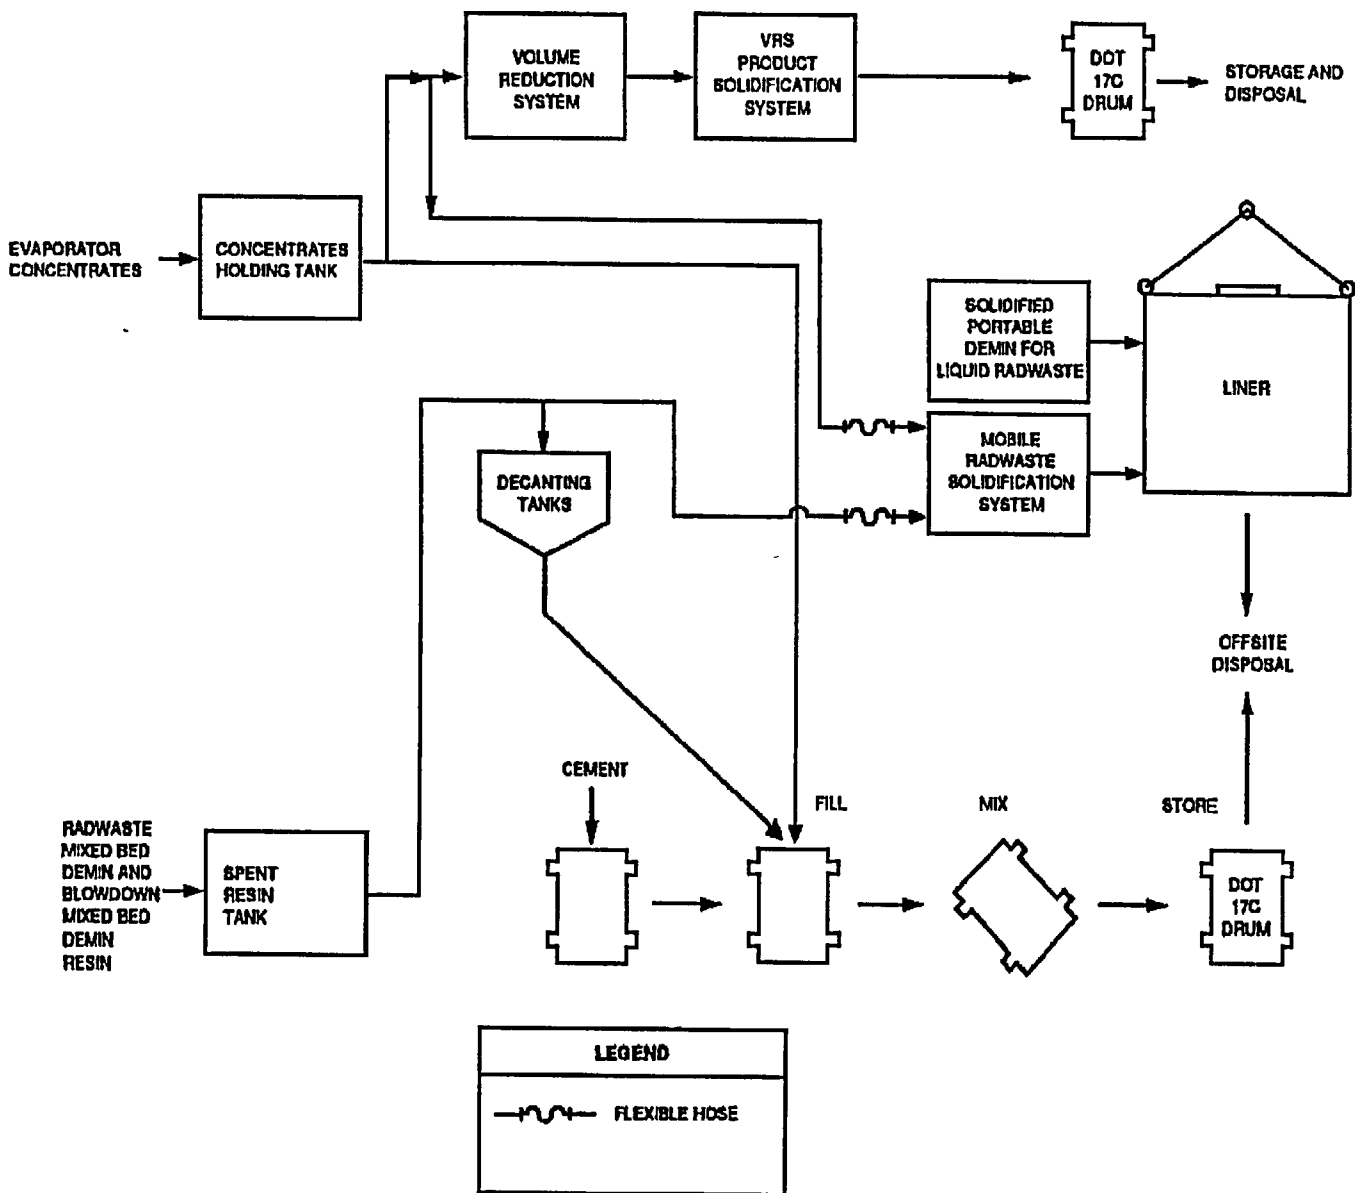 VOLUME
REDUCTION
SYSTEM
VRS
PRODUCT
SOLIDIFICATION
SYSTEM
DOT
17C
DRUM
STORAGE AND
DISPOSAL
EVAPORATOR
CONCENTRATES
CONCENTRATES
HOLDING TANK
SOLIDIFIED
PORTABLE
DEMIN FOR
LIQUID RADWASTE
LINER
DECANTING
TANKS
MOBILE
RADWASTE
SOLIDIFICATION
SYSTEM
OFFSITE
DISPOSAL
CEMENT
FILL
MIX
STORE
RADWASTE
MIXED BED
DEMIN AND
BLOWDOWN
MIXED BED
DEMIN
RESIN
SPENT
RESIN
TANK
DOT
17C
DRUM
LEGEND
FLEXIBLE HOSE